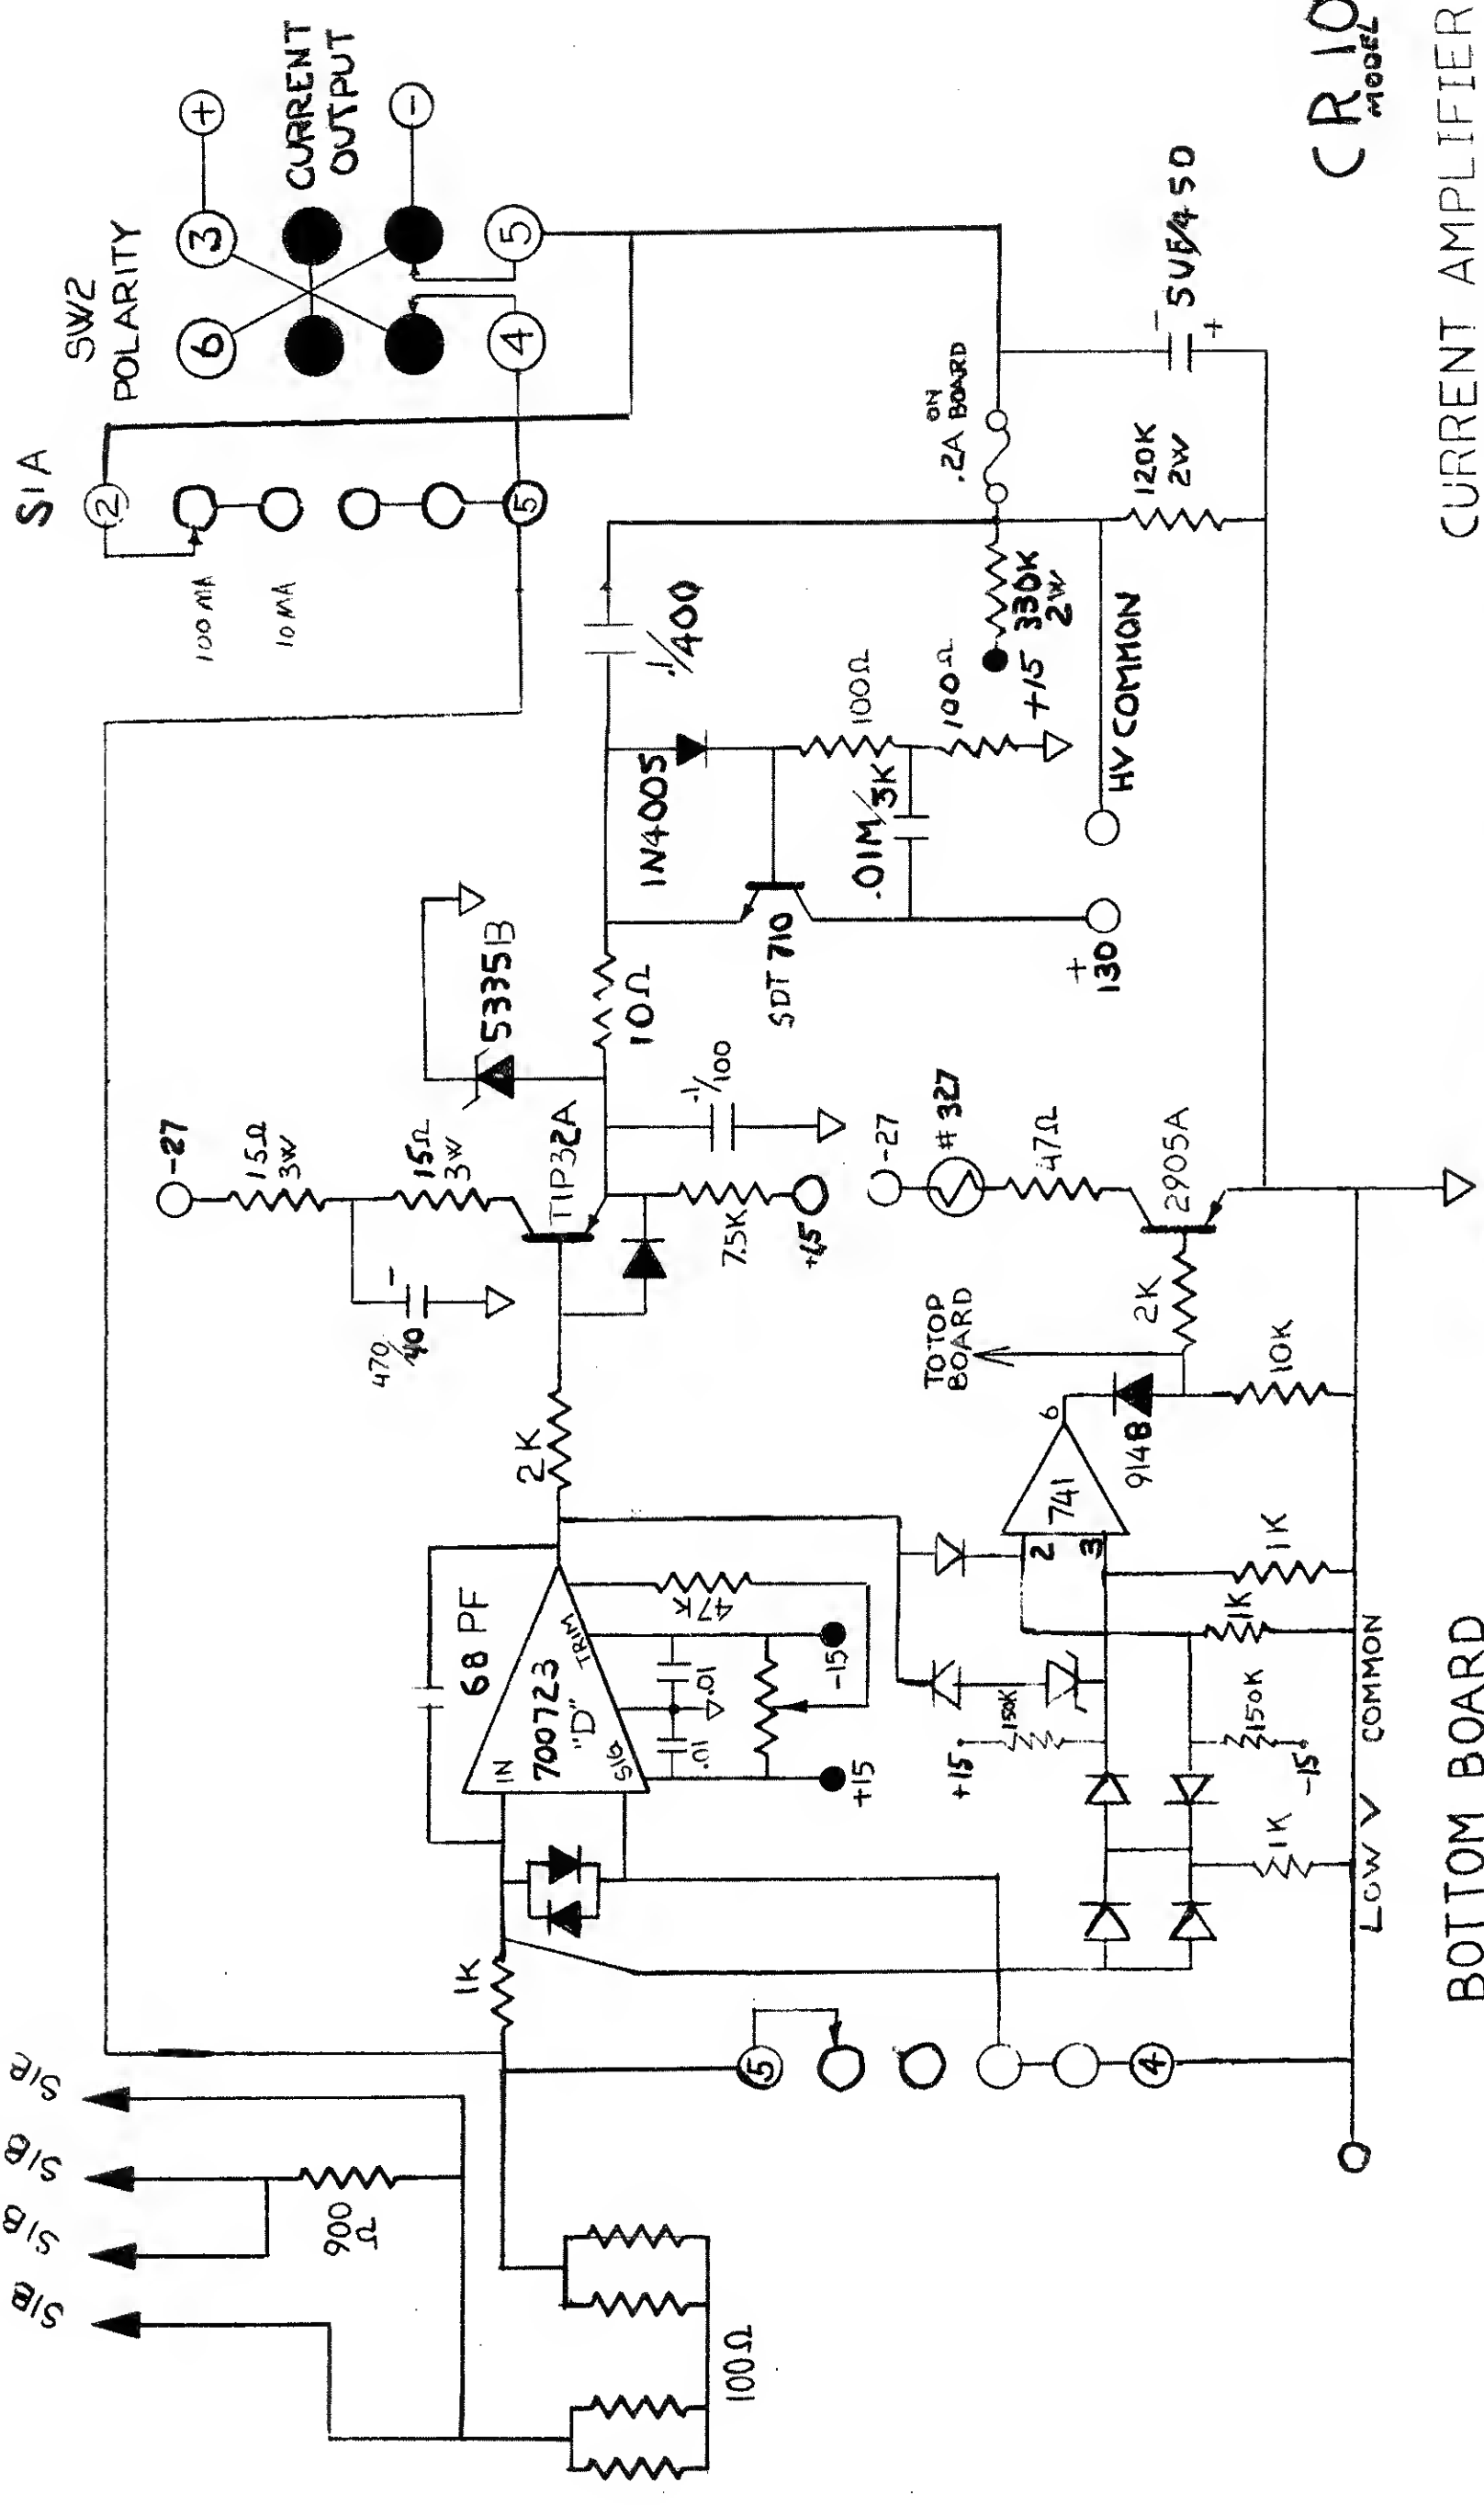 S1B
S1B
S1B
S1B
900
Ω
100Ω
1K
68 PF
IN
700723
"D"
SIG
TRIM
.01
.01
47K
+15
-15
2K
470/40
-
-27
15Ω
3W
15Ω
3W
TIP32A
7.5K
+15
.1/100
5335B
10Ω
1N4005
SDT 710
.1/400
100Ω
100Ω
.01M/3K
+
130
HV COMMON
+15
330K
2W
.2A
ON
BOARD
120K
2W
5UF/450
-
+
S1A
2
5
100 MA
10 MA
SW2
POLARITY
6
3
4
5
+
-
CURRENT
OUTPUT
-27
#327
47Ω
2905A
2K
TO TOP
BOARD
10K
914B
6
741
2
3
1K
1K
150K
+15
150K
-15
1K
5
4
LOW V COMMON
BOTTOM BOARD
CURRENT AMPLIFIER
MODEL